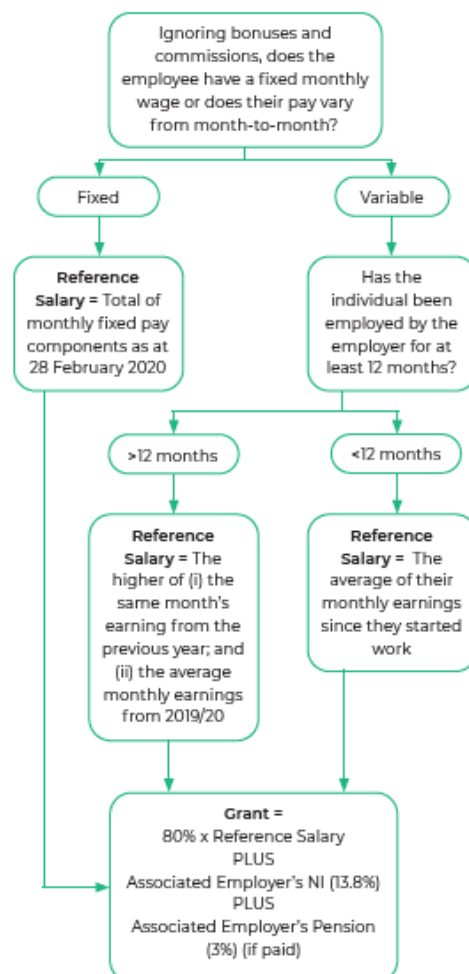 Ignoring bonuses and
commissions, does the
employee have a fixed monthly
wage or does their pay vary
from month-to-month?
Fixed
Variable
Reference
Salary = Total of
monthly fixed pay
components as at
28 February 2020
Has the
individual been
employed by the
employer for at
least 12 months?
>12 months
<12 months
Reference
Salary = The
higher of (i) the
same month's
earning from the
previous year; and
(ii) the average
monthly earnings
from 2019/20
Reference
Salary = The
average of their
monthly earnings
since they started
work
Grant =
80% x Reference Salary
PLUS
Associated Employer's NI (13.8%)
PLUS
Associated Employer's Pension
(3%) (if paid)